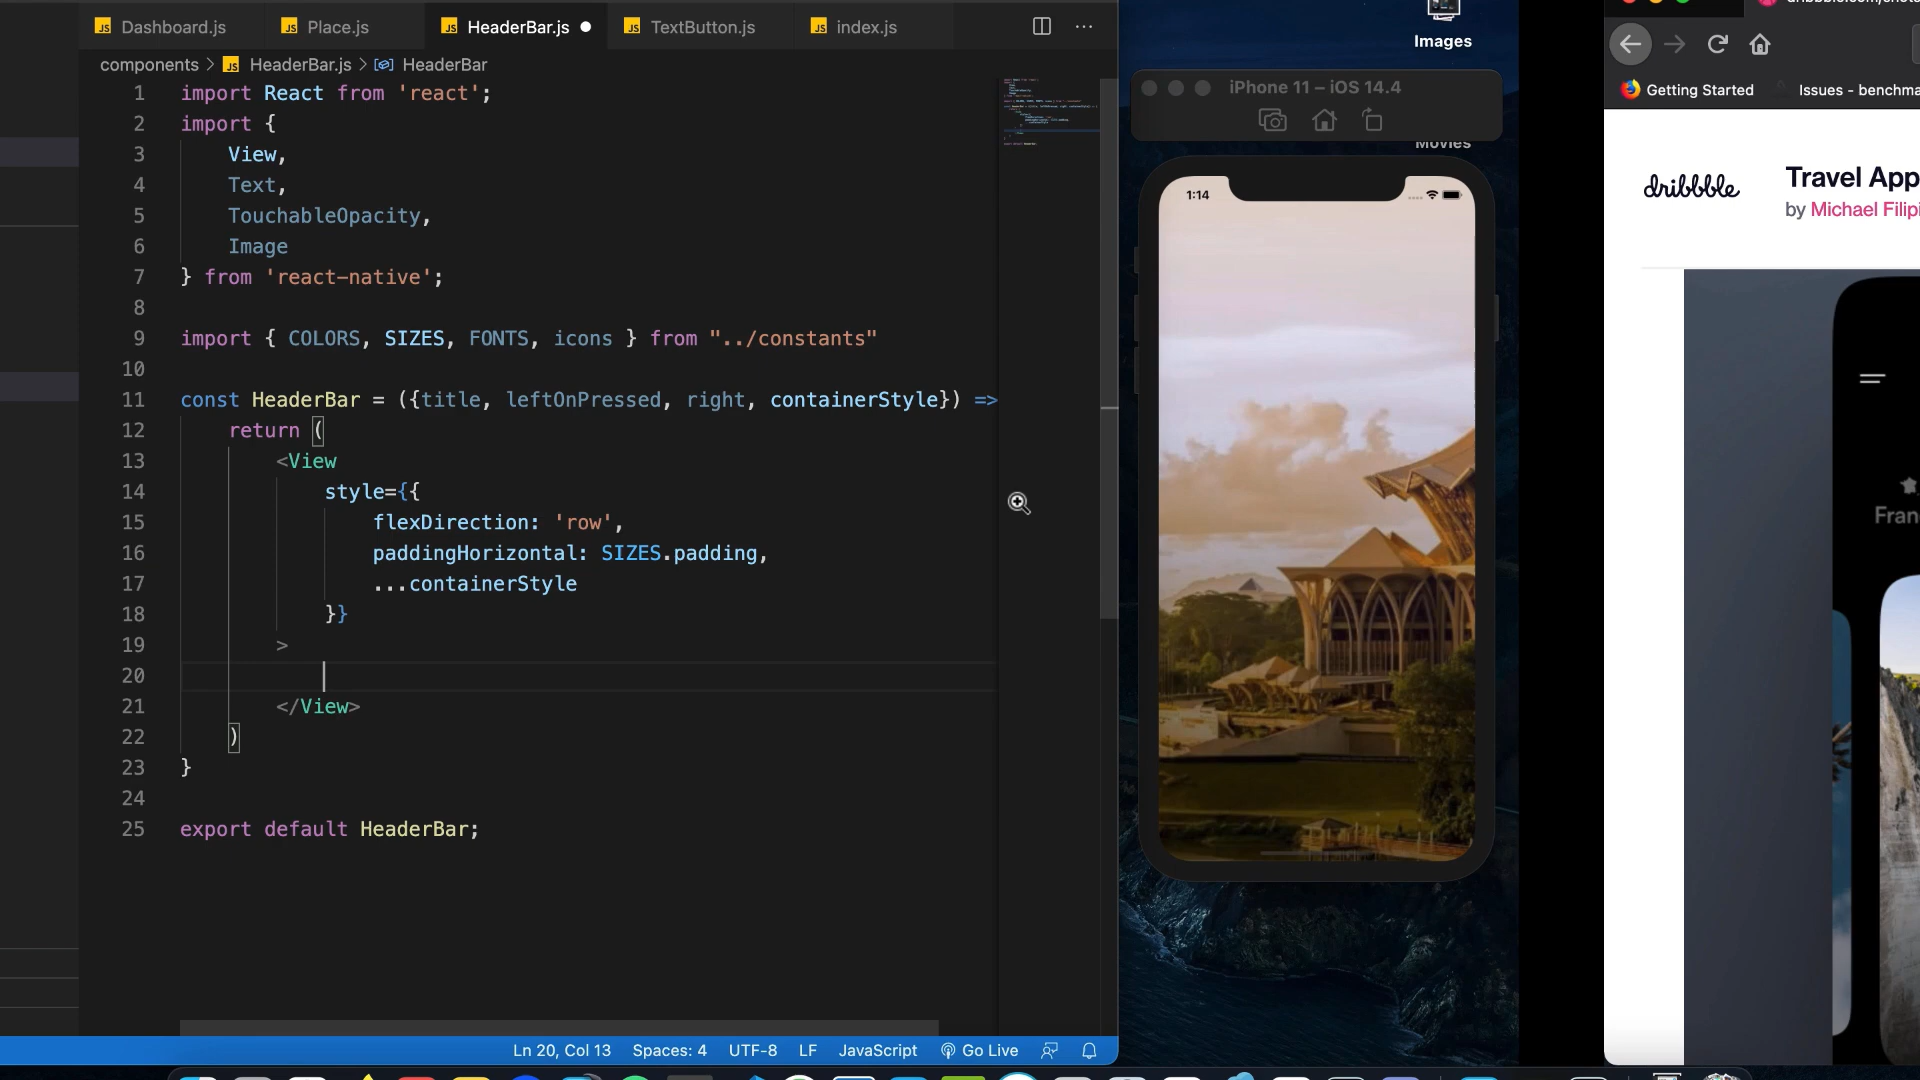 Dashboard.js
Place.js
HeaderBar.js
TextButton.js
index.js
components > HeaderBar.js > HeaderBar
1 import React from 'react';
2 import {
3 View,
4 Text,
5 TouchableOpacity,
6 Image
7 } from 'react-native';
8
9 import { COLORS, SIZES, FONTS, icons } from "../constants"
10
11 const HeaderBar = ({title, leftOnPressed, right, containerStyle}) =>
12 return (
13 <View
14 style={{
15 flexDirection: 'row',
16 paddingHorizontal: SIZES.padding,
17 ...containerStyle
18 }}
19 >
20
21 </View>
22 )
23 }
24
25 export default HeaderBar;
Ln 20, Col 13
Spaces: 4
UTF-8
LF
JavaScript
Go Live
Images
iPhone 11 – iOS 14.4
Movies
1:14
Getting Started
Issues - benchma
dribbble
Travel App
by Michael Filipi
Fran